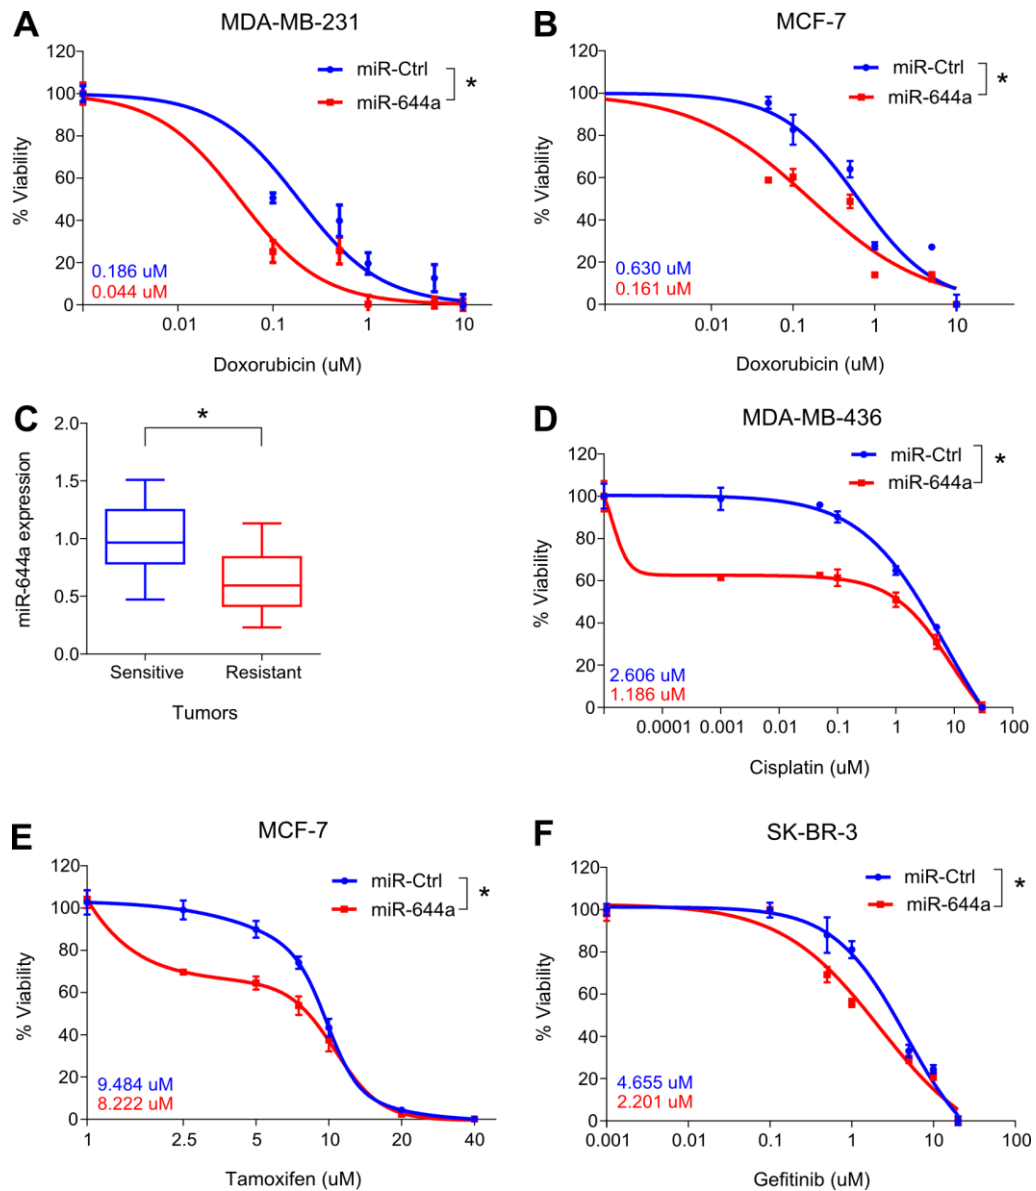 A
MDA-MB-231
miR-Ctrl
miR-644a
*
% Viability
120
100
80
60
40
20
0
0.186 uM
0.044 uM
0.01
0.1
1
10
Doxorubicin (uM)
B
MCF-7
miR-Ctrl
miR-644a
*
% Viability
120
100
80
60
40
20
0
0.630 uM
0.161 uM
0.01
0.1
1
10
Doxorubicin (uM)
C
*
miR-644a expression
2.0
1.5
1.0
0.5
0.0
Sensitive
Resistant
Tumors
D
MDA-MB-436
miR-Ctrl
miR-644a
*
% Viability
120
100
80
60
40
20
0
2.606 uM
1.186 uM
0.0001
0.001
0.1
1
10
100
Cisplatin (uM)
E
MCF-7
miR-Ctrl
miR-644a
*
% Viability
120
100
80
60
40
20
0
9.484 uM
8.222 uM
1
2.5
5
10
20
40
Tamoxifen (uM)
F
SK-BR-3
miR-Ctrl
miR-644a
*
% Viability
120
100
80
60
40
20
0
4.655 uM
2.201 uM
0.001
0.01
0.1
1
10
100
Gefitinib (uM)